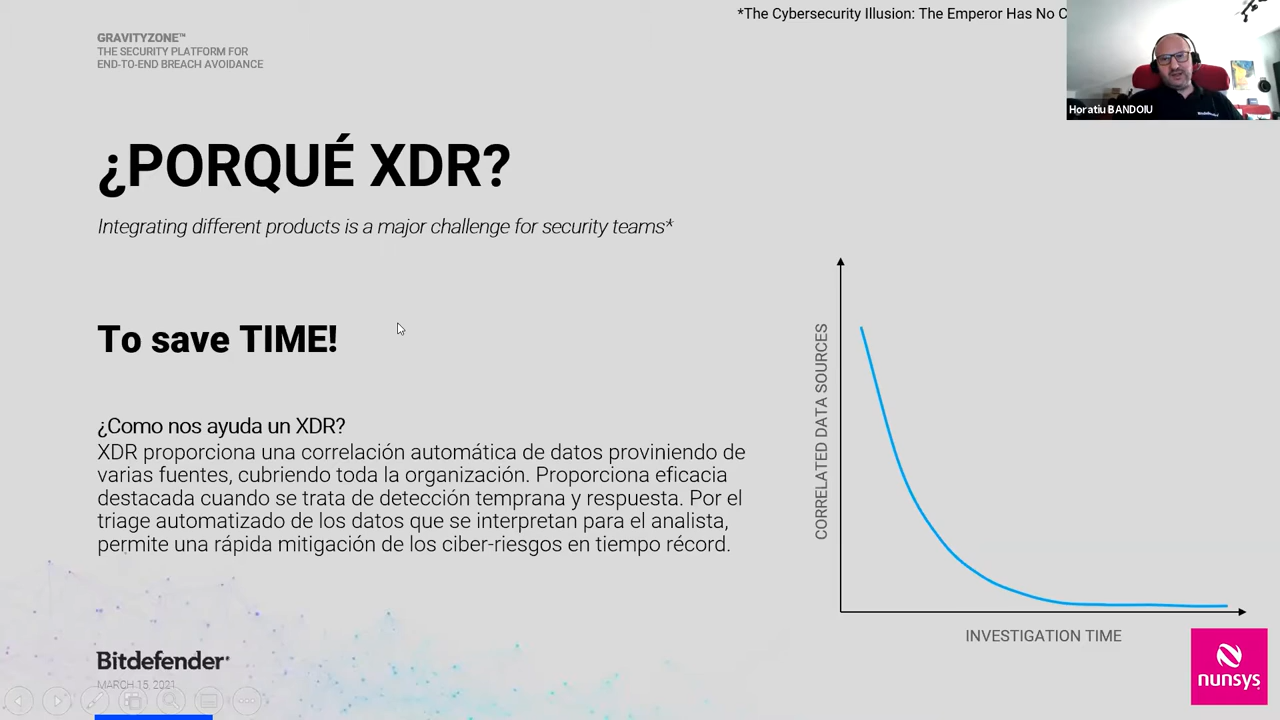 *The Cybersecurity Illusion: The Emperor Has No C
GRAVITYZONE™
THE SECURITY PLATFORM FOR
END-TO-END BREACH AVOIDANCE
Horatiu BANDOIU
Bitdefender
¿PORQUÉ XDR?
Integrating different products is a major challenge for security teams*
To save TIME!
¿Como nos ayuda un XDR?
XDR proporciona una correlación automática de datos proviniendo de
varias fuentes, cubriendo toda la organización. Proporciona eficacia
destacada cuando se trata de detección temprana y respuesta. Por el
triage automatizado de los datos que se interpretan para el analista,
permite una rápida mitigación de los ciber-riesgos en tiempo récord.
CORRELATED DATA SOURCES
INVESTIGATION TIME
Bitdefender
MARCH 15, 2021
nunsys